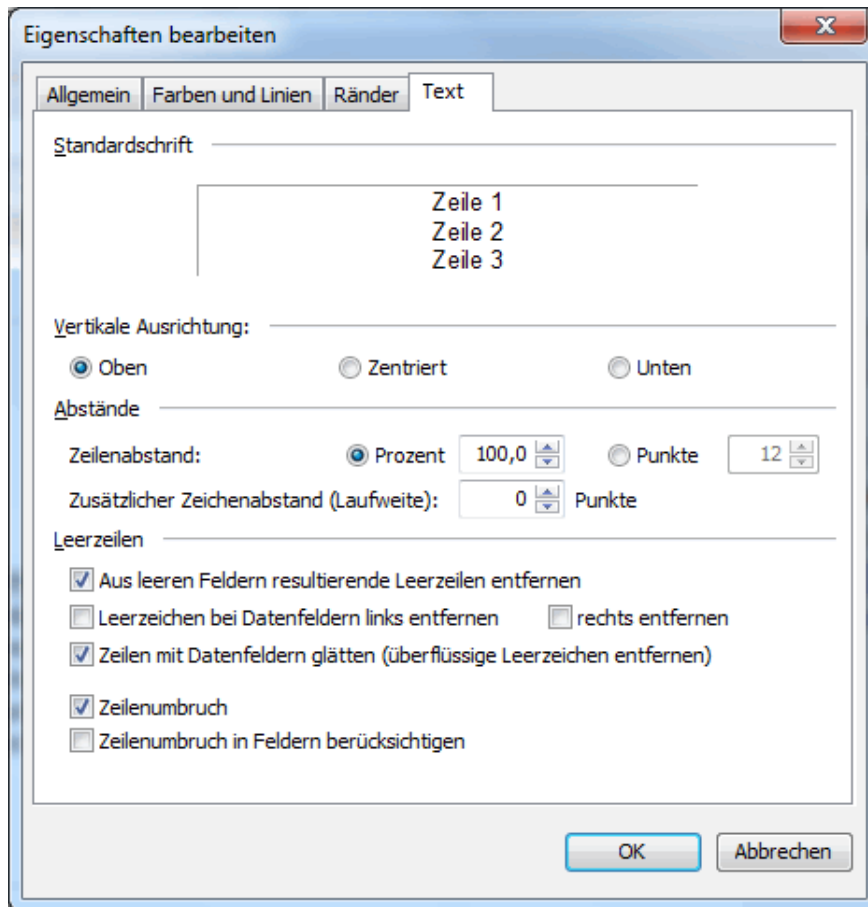 Eigenschaften bearbeiten
Allgemein Farben und Linien Ränder Text
Standardschrift
Zeile 1
Zeile 2
Zeile 3
Vertikale Ausrichtung:
Oben Zentriert Unten
Abstände
Zeilenabstand: Prozent 100,0 Punkte 12
Zusätzlicher Zeichenabstand (Laufweite): 0 Punkte
Leerzeilen
Aus leeren Feldern resultierende Leerzeilen entfernen
Leerzeichen bei Datenfeldern links entfernen rechts entfernen
Zeilen mit Datenfeldern glätten (überflüssige Leerzeichen entfernen)
Zeilenumbruch
Zeilenumbruch in Feldern berücksichtigen
OK Abbrechen